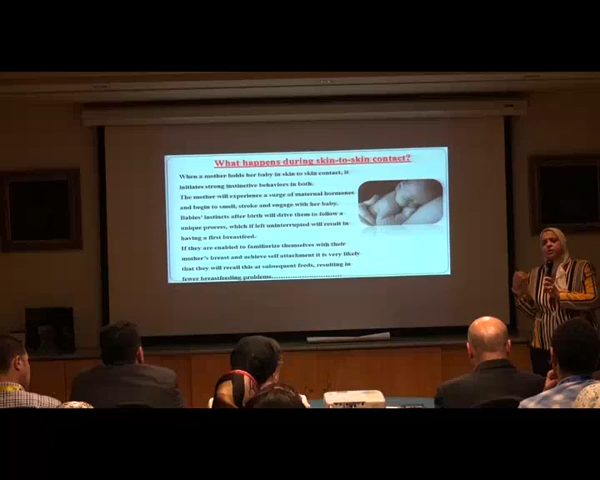 What happens during skin-to-skin contact?
When a mother holds her baby in skin to skin contact, it
initiates strong instinctive behaviors in both.
The mother will experience a surge of maternal hormones
and begin to smell, stroke and engage with her baby.
Babies' instincts after birth will drive them to follow a
unique process, which if left uninterrupted will result in
having a first breastfeed.
If they are enabled to familiarize themselves with their
mother's breast and achieve self attachment it is very likely
that they will recall this at subsequent feeds, resulting in
fewer breastfeeding problems............................